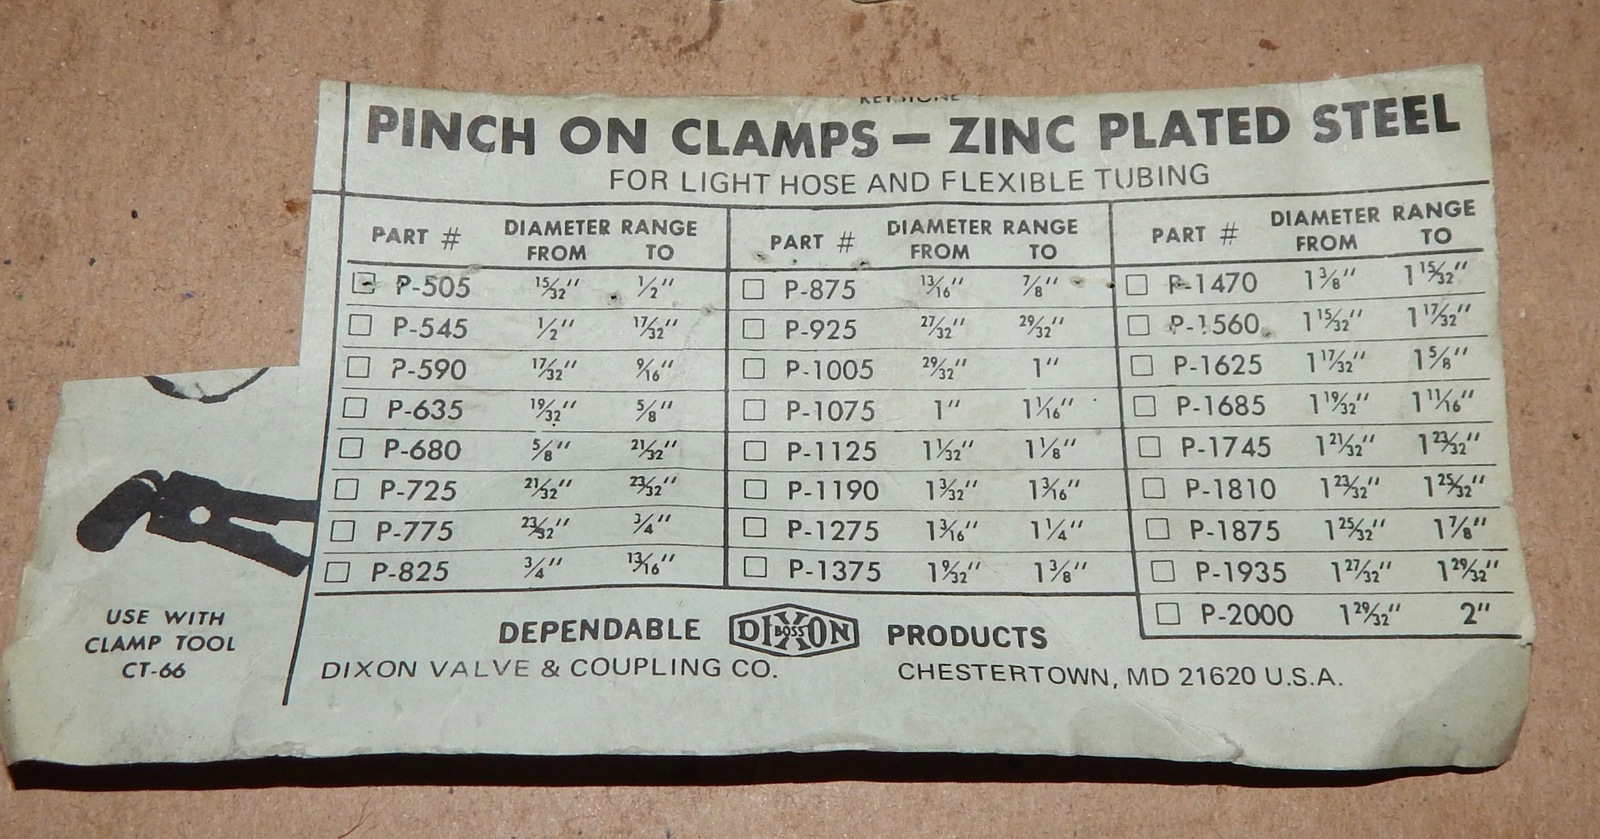 KEYSTONE
PINCH ON CLAMPS – ZINC PLATED STEEL
FOR LIGHT HOSE AND FLEXIBLE TUBING
PART # DIAMETER RANGE FROM TO
P-505 15/32" 1/2"
P-545 1/2" 17/32"
P-590 17/32" 9/16"
P-635 19/32" 5/8"
P-680 5/8" 21/32"
P-725 21/32" 23/32"
P-775 23/32" 3/4"
P-825 3/4" 13/16"
PART # DIAMETER RANGE FROM TO
P-875 13/16" 7/8"
P-925 27/32" 29/32"
P-1005 29/32" 1"
P-1075 1" 1 1/16"
P-1125 1 1/32" 1 1/8"
P-1190 1 3/32" 1 3/16"
P-1275 1 3/16" 1 1/4"
P-1375 1 9/32" 1 3/8"
PART # DIAMETER RANGE FROM TO
P-1470 1 3/8" 1 15/32"
P-1560 1 15/32" 1 17/32"
P-1625 1 17/32" 1 5/8"
P-1685 1 19/32" 1 11/16"
P-1745 1 21/32" 1 23/32"
P-1810 1 23/32" 1 25/32"
P-1875 1 25/32" 1 7/8"
P-1935 1 27/32" 1 29/32"
P-2000 1 29/32" 2"
USE WITH
CLAMP TOOL
CT-66
DEPENDABLE DIXON BOSS PRODUCTS
DIXON VALVE & COUPLING CO. CHESTERTOWN, MD 21620 U.S.A.